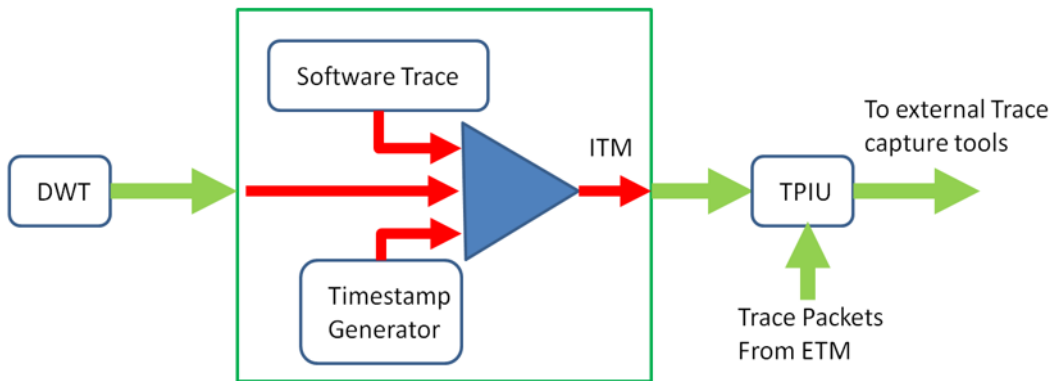 Software Trace
To external Trace
capture tools
ITM
DWT
TPIU
Timestamp
Generator
Trace Packets
From ETM